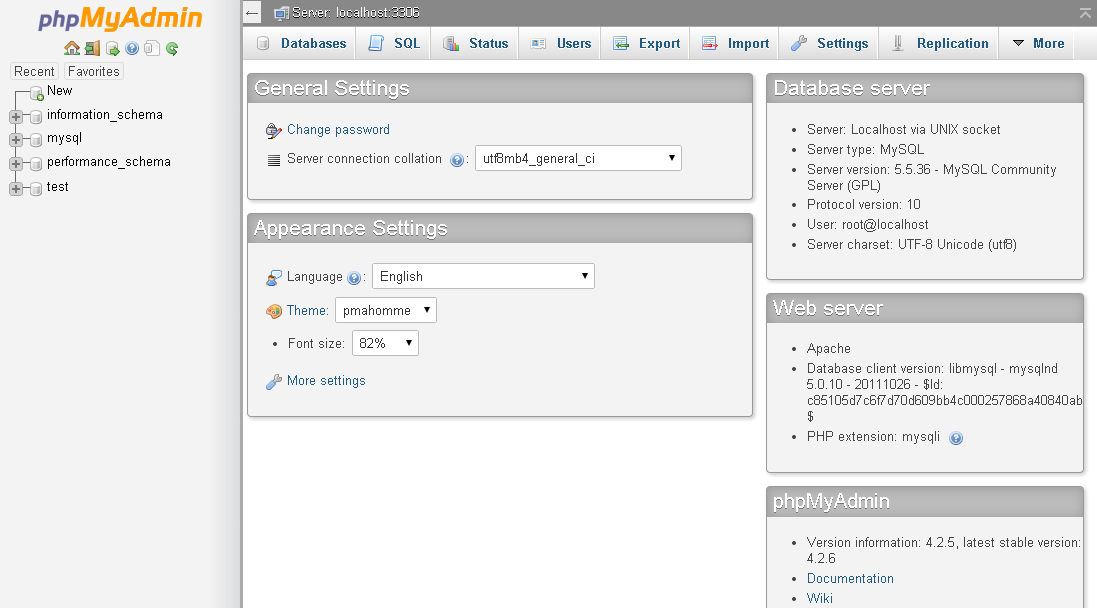 phpMyAdmin
Recent
Favorites
New
information_schema
mysql
performance_schema
test
Server: localhost:3306
Databases
SQL
Status
Users
Export
Import
Settings
Replication
More
General Settings
Change password
Server connection collation :
utf8mb4_general_ci
Appearance Settings
Language :
English
Theme:
pmahomme
Font size:
82%
More settings
Database server
Server: Localhost via UNIX socket
Server type: MySQL
Server version: 5.5.36 - MySQL Community
Server (GPL)
Protocol version: 10
User: root@localhost
Server charset: UTF-8 Unicode (utf8)
Web server
Apache
Database client version: libmysql - mysqlnd
5.0.10 - 20111026 - $Id:
c85105d7c6f7d70d609bb4c000257868a40840ab
$
PHP extension: mysqli
phpMyAdmin
Version information: 4.2.5, latest stable version:
4.2.6
Documentation
Wiki